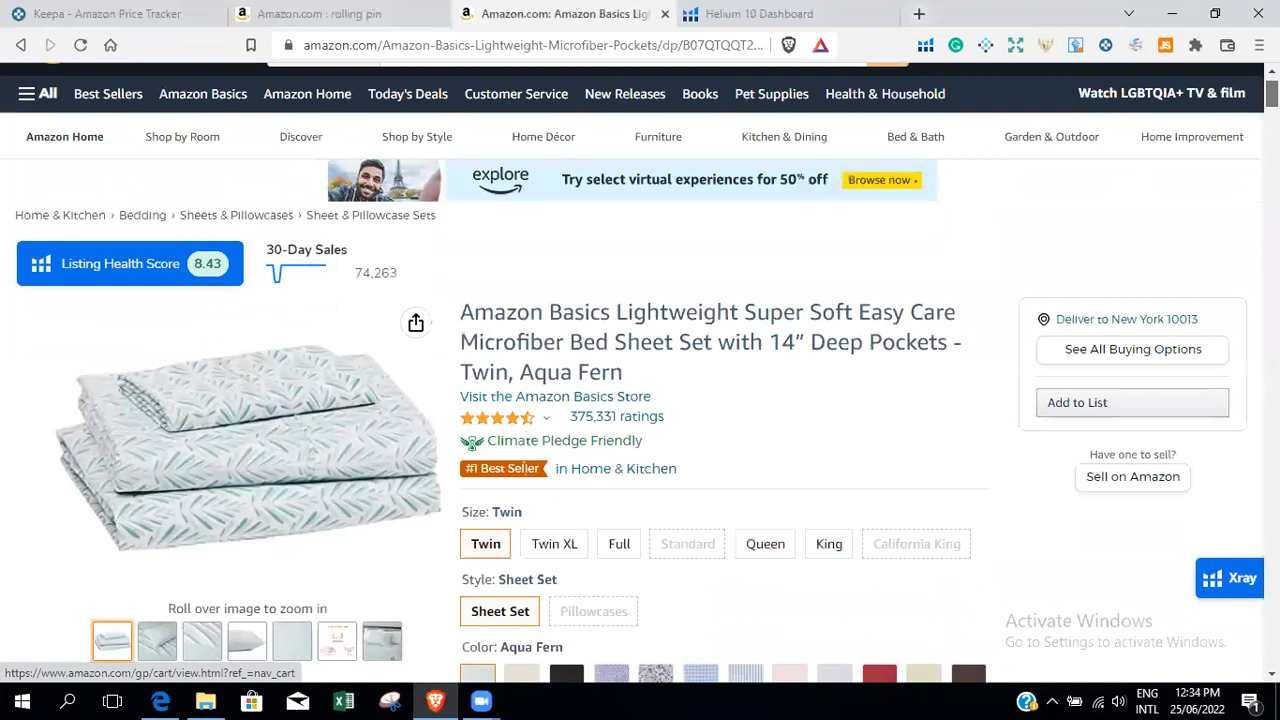 Keepa - Amazon Price Tracker
Amazon.com : rolling pin
Amazon.com: Amazon Basics Lig
Helium 10 Dashboard
amazon.com/Amazon-Basics-Lightweight-Microfiber-Pockets/dp/B07QTQQT2...
All
Best Sellers
Amazon Basics
Amazon Home
Today's Deals
Customer Service
New Releases
Books
Pet Supplies
Health & Household
Watch LGBTQIA+ TV & film
Amazon Home
Shop by Room
Discover
Shop by Style
Home Décor
Furniture
Kitchen & Dining
Bed & Bath
Garden & Outdoor
Home Improvement
explore
Try select virtual experiences for 50% off
Browse now ›
Home & Kitchen › Bedding › Sheets & Pillowcases › Sheet & Pillowcase Sets
Listing Health Score 8.43
30-Day Sales
74,263
Amazon Basics Lightweight Super Soft Easy Care
Microfiber Bed Sheet Set with 14” Deep Pockets -
Twin, Aqua Fern
Visit the Amazon Basics Store
375,331 ratings
Climate Pledge Friendly
#1 Best Seller in Home & Kitchen
Size: Twin
Twin
Twin XL
Full
Standard
Queen
King
California King
Style: Sheet Set
Sheet Set
Pillowcases
Color: Aqua Fern
Deliver to New York 10013
See All Buying Options
Add to List
Have one to sell?
Sell on Amazon
Xray
Roll over image to zoom in
Activate Windows
Go to Settings to activate Windows.
https://www.amazon.com/gp/cart/view.html?ref_=nav_cart
ENG
INTL
12:34 PM
25/06/2022
1